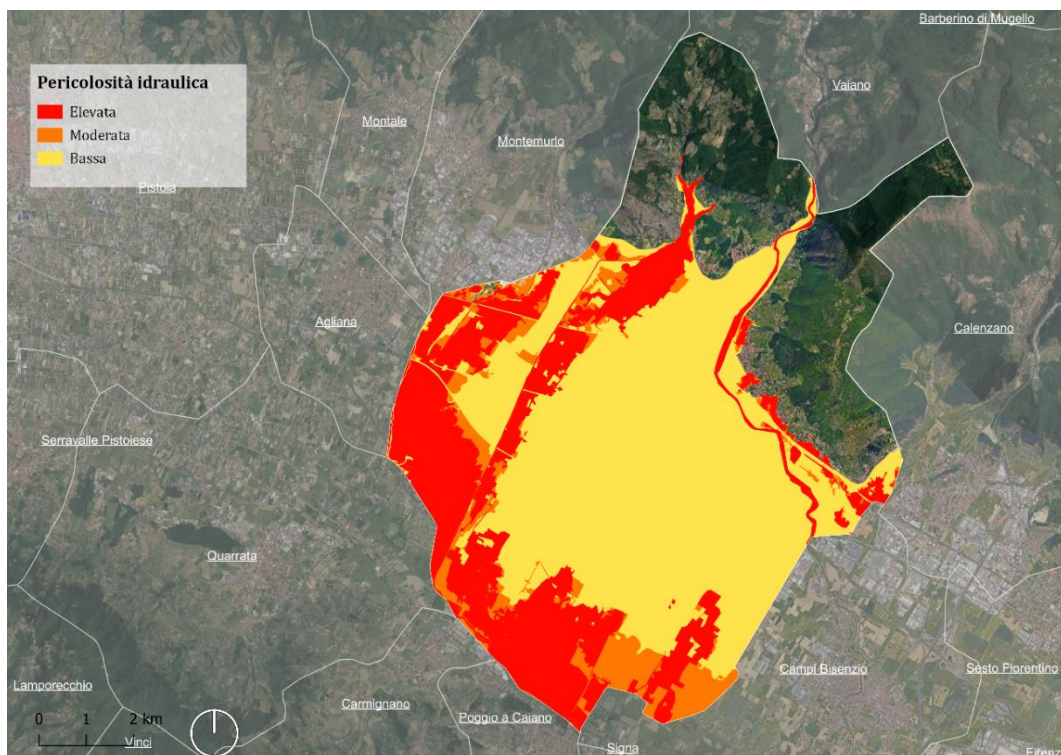 Barberino di Mugello
Pericolosità idraulica
Elevata
Moderata
Bassa
Vaiano
Montale
Montemurlo
Pistoia
Agliana
Calenzano
Serravalle Pistoiese
Quarrata
Lamporecchio
Carmignano
Poggio a Caiano
Campi Bisenzio
Sesto Fiorentino
0 1 2 km
Vinci
Signa
Firenz